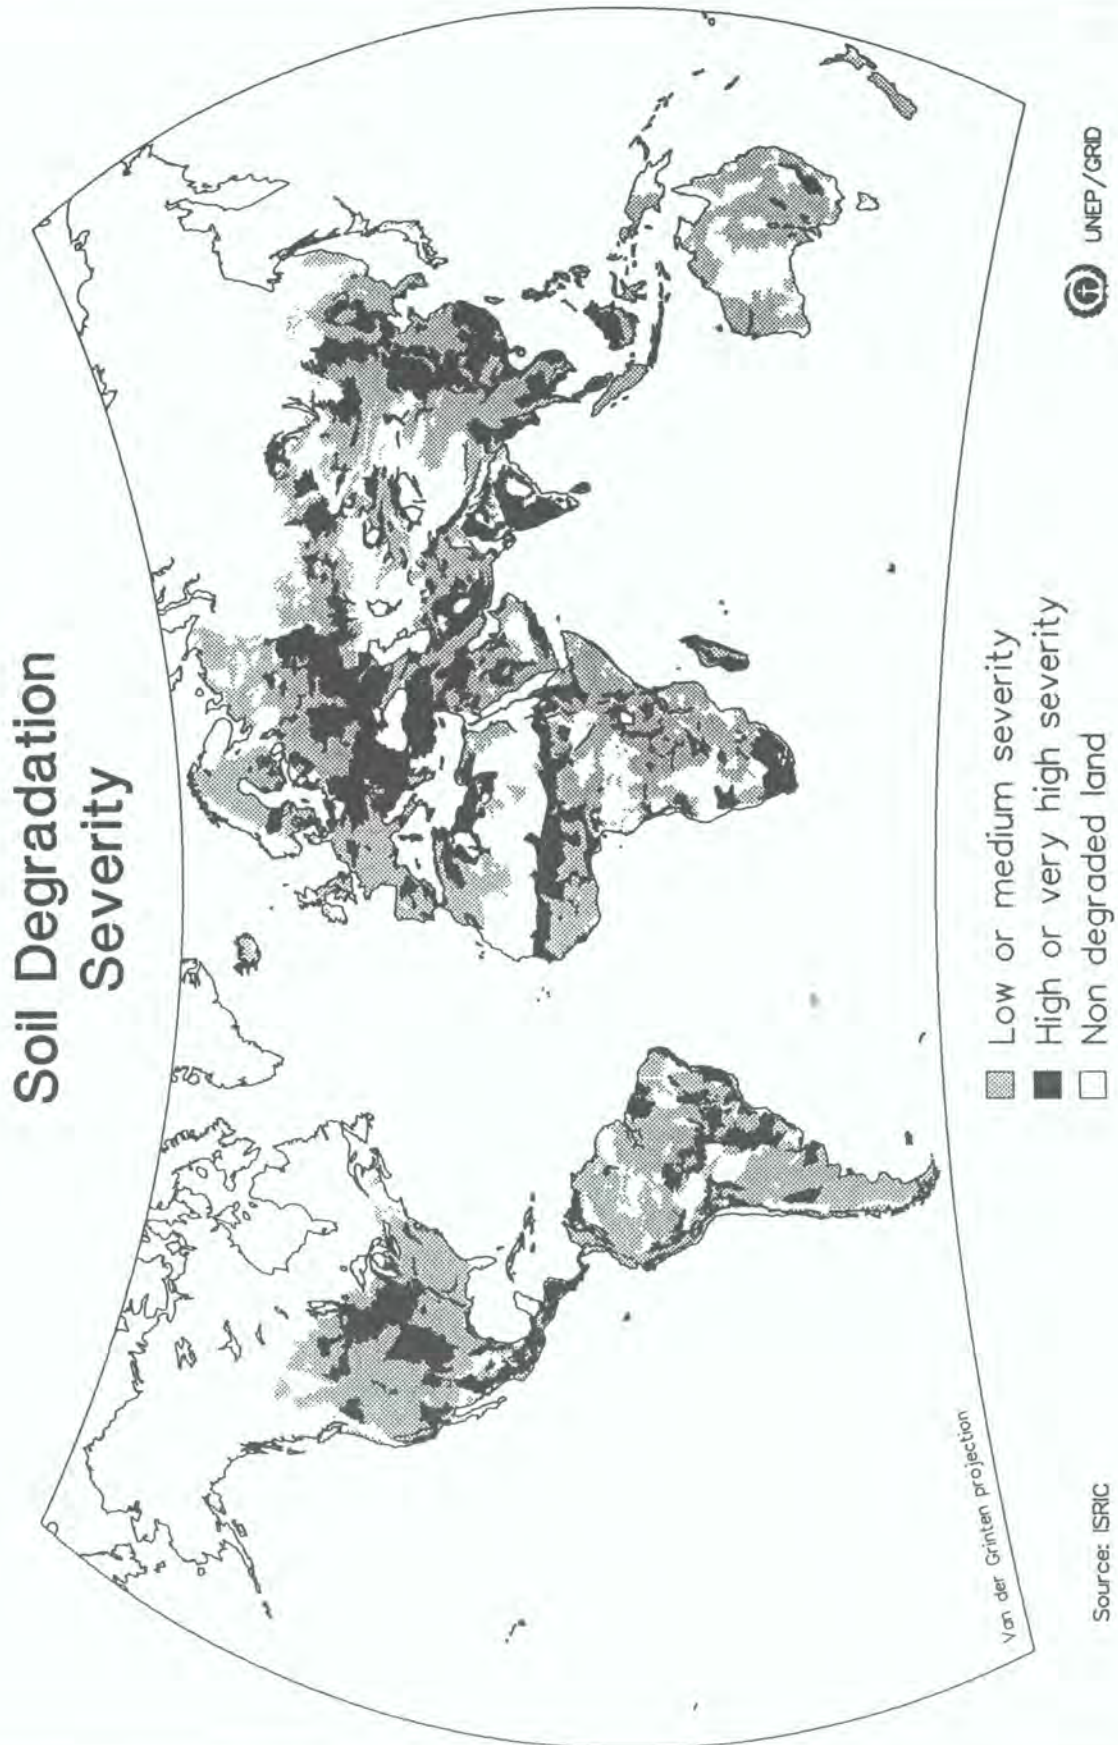 Soil Degradation
Severity
Van der Grinten projection
Low or medium severity
High or very high severity
Non degraded land
Source: ISRIC
UNEP/GRID